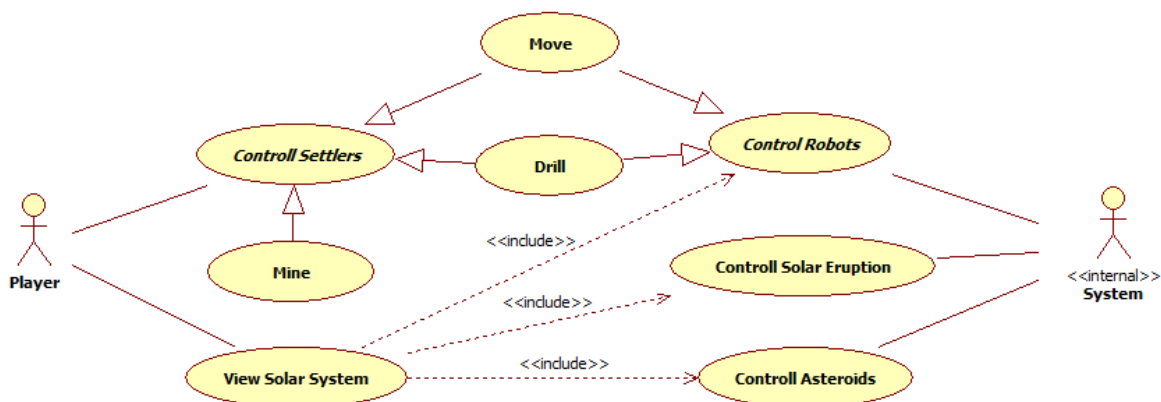 Move
Controll Settlers
Drill
Control Robots
<<include>>
Player
Mine
Controll Solar Eruption
<<internal>>
System
<<include>>
<<include>>
View Solar System
Controll Asteroids